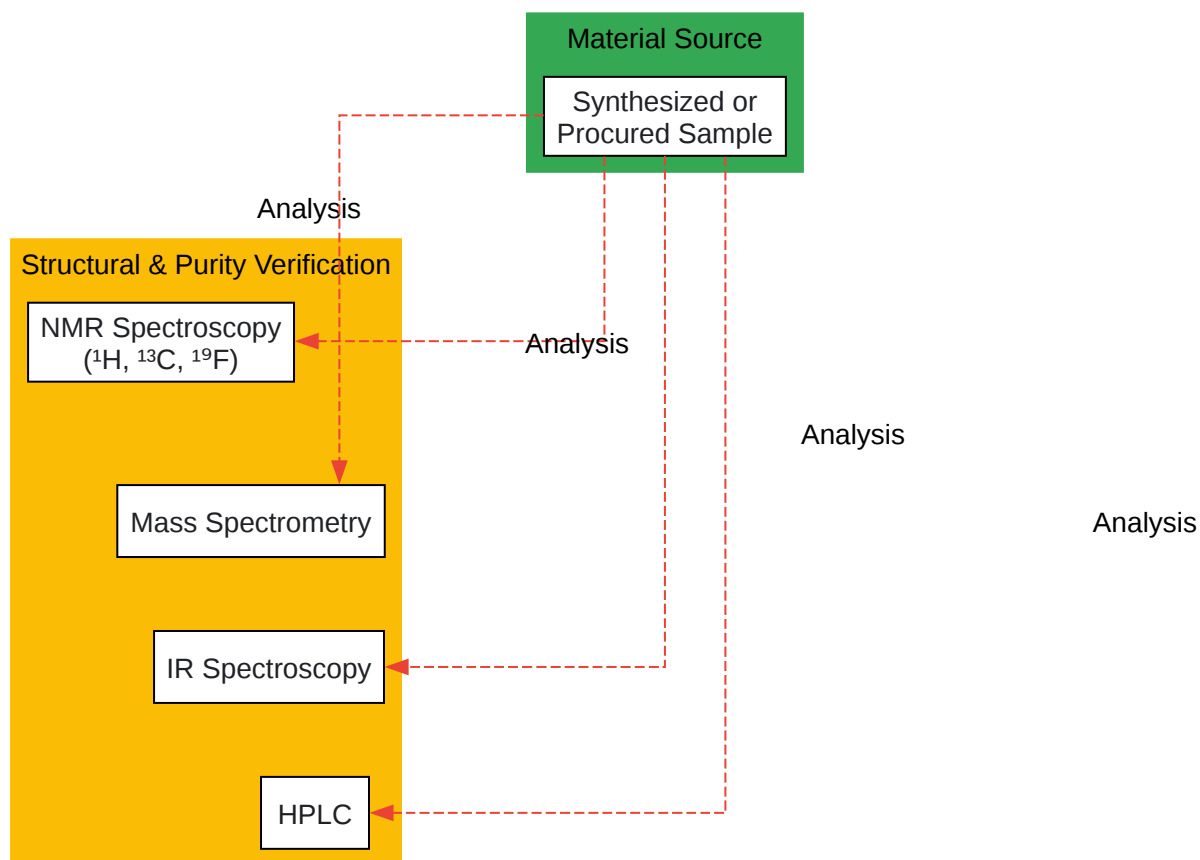 Material Source
Synthesized or
Procured Sample
Analysis
Structural & Purity Verification
NMR Spectroscopy
(¹H, ¹³C, ¹⁹F)
Analysis
Analysis
Mass Spectrometry
Analysis
IR Spectroscopy
HPLC